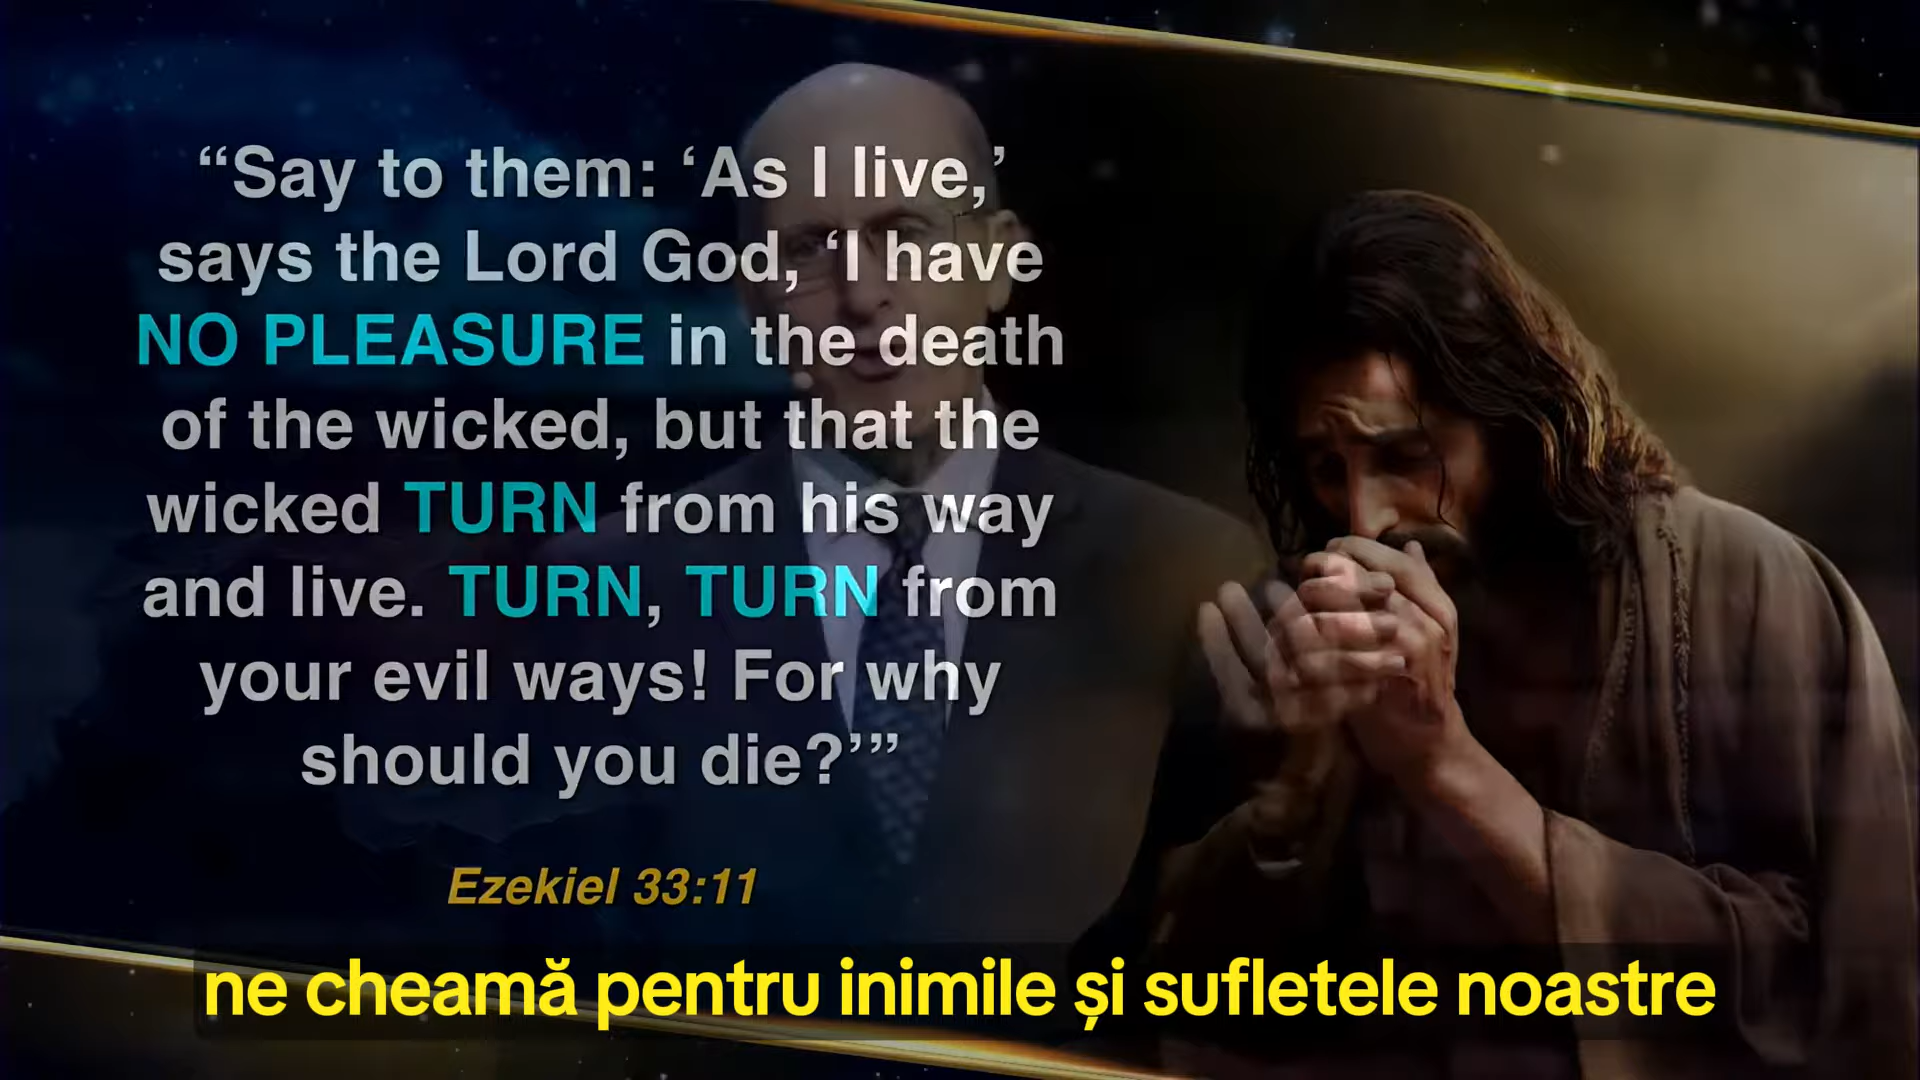 “Say to them: ‘As I live,’
says the Lord God, ‘I have
NO PLEASURE in the death
of the wicked, but that the
wicked TURN from his way
and live. TURN, TURN from
your evil ways! For why
should you die?’”
Ezekiel 33:11
ne cheamă pentru inimile și sufletele noastre